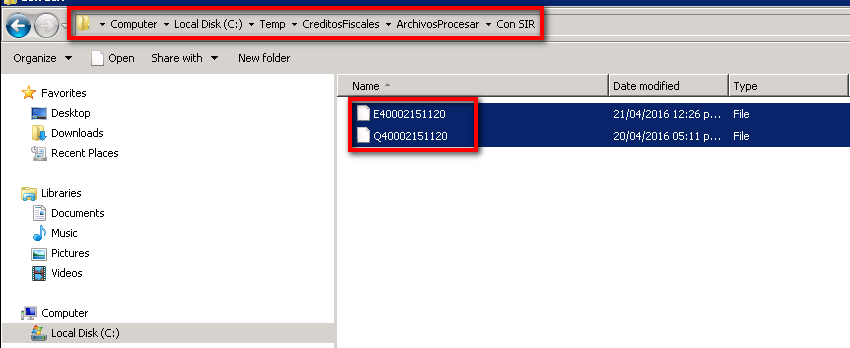 Computer Local Disk (C:) Temp CreditosFiscales ArchivosProcesar Con SIR
Organize Open Share with New folder
Favorites
Desktop
Downloads
Recent Places
Libraries
Documents
Music
Pictures
Videos
Computer
Local Disk (C:)
Name Date modified Type
E40002151120 21/04/2016 12:26 p... File
Q40002151120 20/04/2016 05:11 p... File